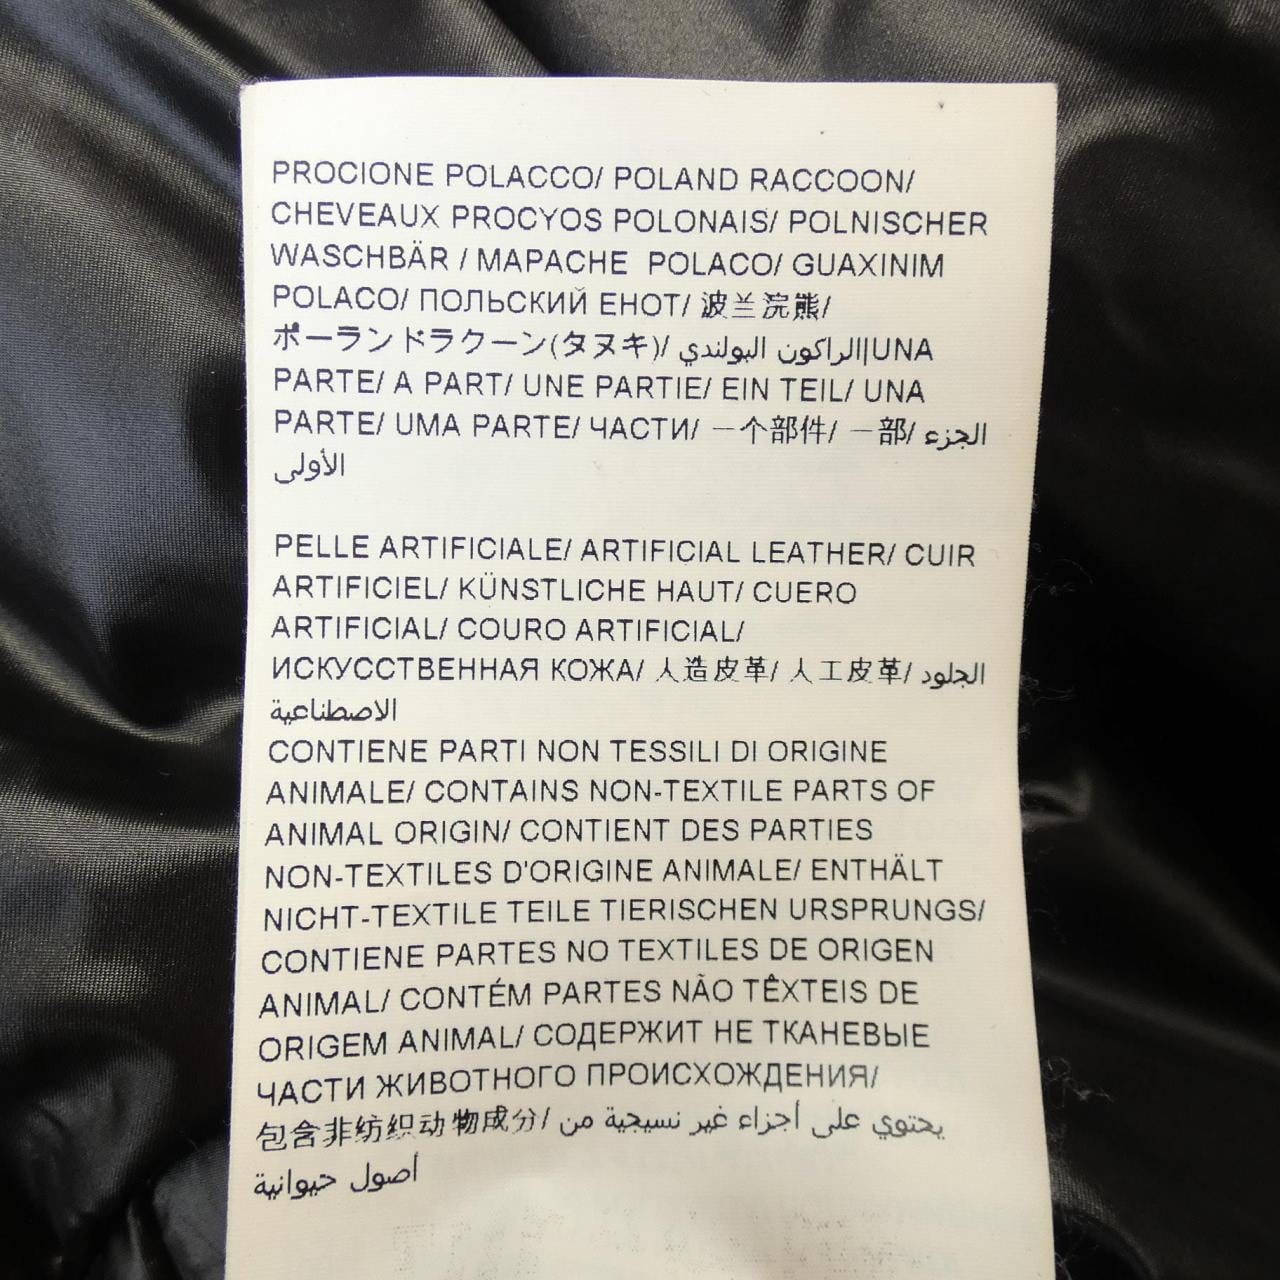 PROCIONE POLACCO/ POLAND RACCOON/
CHEVEAUX PROCYOS POLONAIS/ POLNISCHER
WASCHBÄR / MAPACHE POLACO/ GUAXINIM
POLACO/ ПОЛЬСКИЙ ЕНОТ/ 波兰浣熊/
ポーランドラクーン(タヌキ)/ الراكون البولندي|UNA
PARTE/ A PART/ UNE PARTIE/ EIN TEIL/ UNA
PARTE/ UMA PARTE/ ЧАСТИ/ 一个部件/ 一部/ الجزء
الأولى
PELLE ARTIFICIALE/ ARTIFICIAL LEATHER/ CUIR
ARTIFICIEL/ KÜNSTLICHE HAUT/ CUERO
ARTIFICIAL/ COURO ARTIFICIAL/
ИСКУССТВЕННАЯ КОЖА/ 人造皮革/ 人工皮革/ الجلود
الاصطناعية
CONTIENE PARTI NON TESSILI DI ORIGINE
ANIMALE/ CONTAINS NON-TEXTILE PARTS OF
ANIMAL ORIGIN/ CONTIENT DES PARTIES
NON-TEXTILES D'ORIGINE ANIMALE/ ENTHÄLT
NICHT-TEXTILE TEILE TIERISCHEN URSPRUNGS/
CONTIENE PARTES NO TEXTILES DE ORIGEN
ANIMAL/ CONTÉM PARTES NÃO TÊXTEIS DE
ORIGEM ANIMAL/ СОДЕРЖИТ НЕ ТКАНЕВЫЕ
ЧАСТИ ЖИВОТНОГО ПРОИСХОЖДЕНИЯ/
包含非纺织动物成分/ يحتوي على أجزاء غير نسيجية من
أصول حيوانية